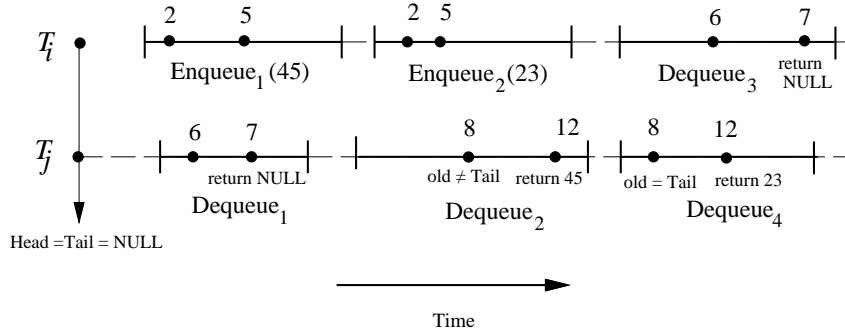 2 5 2 5 6 7
T_i
Enqueue_1 (45) Enqueue_2 (23) Dequeue_3 return NULL
6 7 8 12 8 12
T_j
return NULL old ≠ Tail return 45 old = Tail return 23
Dequeue_1 Dequeue_2 Dequeue_4
Head =Tail = NULL
Time